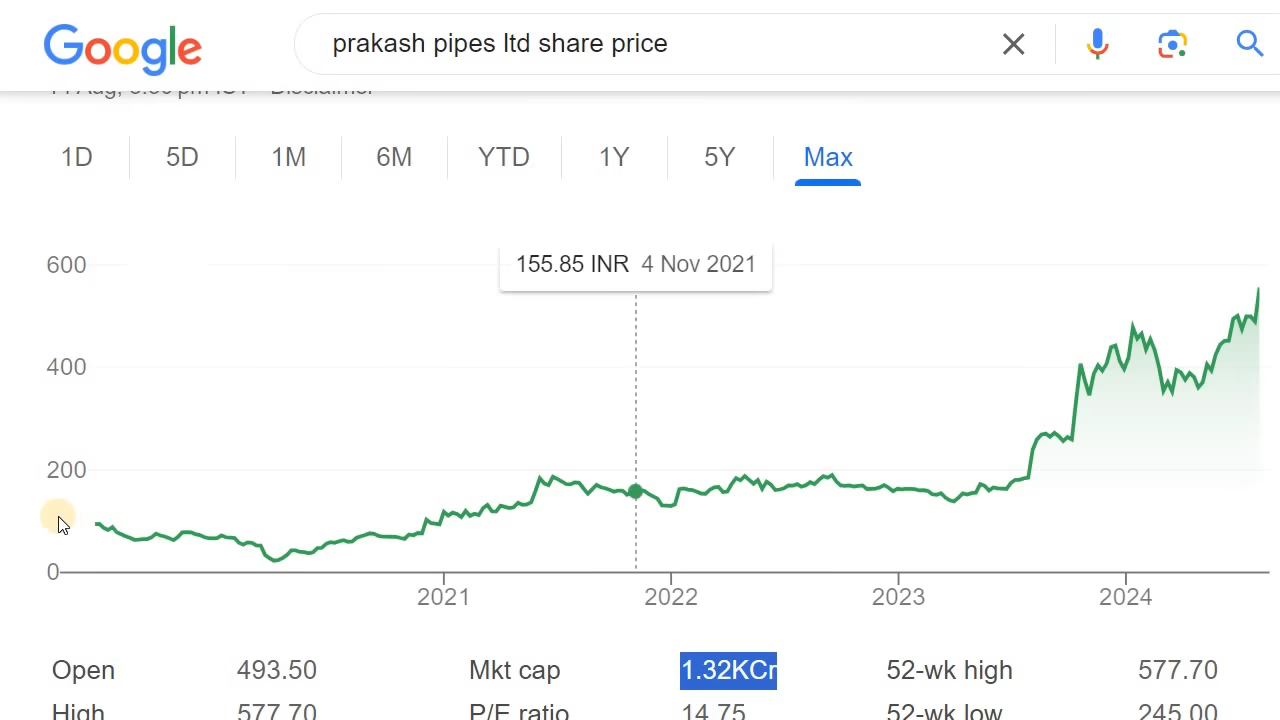 Google
prakash pipes ltd share price
1D 5D 1M 6M YTD 1Y 5Y Max
155.85 INR 4 Nov 2021
600
400
200
0
2021 2022 2023 2024
Open 493.50 Mkt cap 1.32KCr 52-wk high 577.70
High 577.70 P/E ratio 14.75 52-wk low 245.00